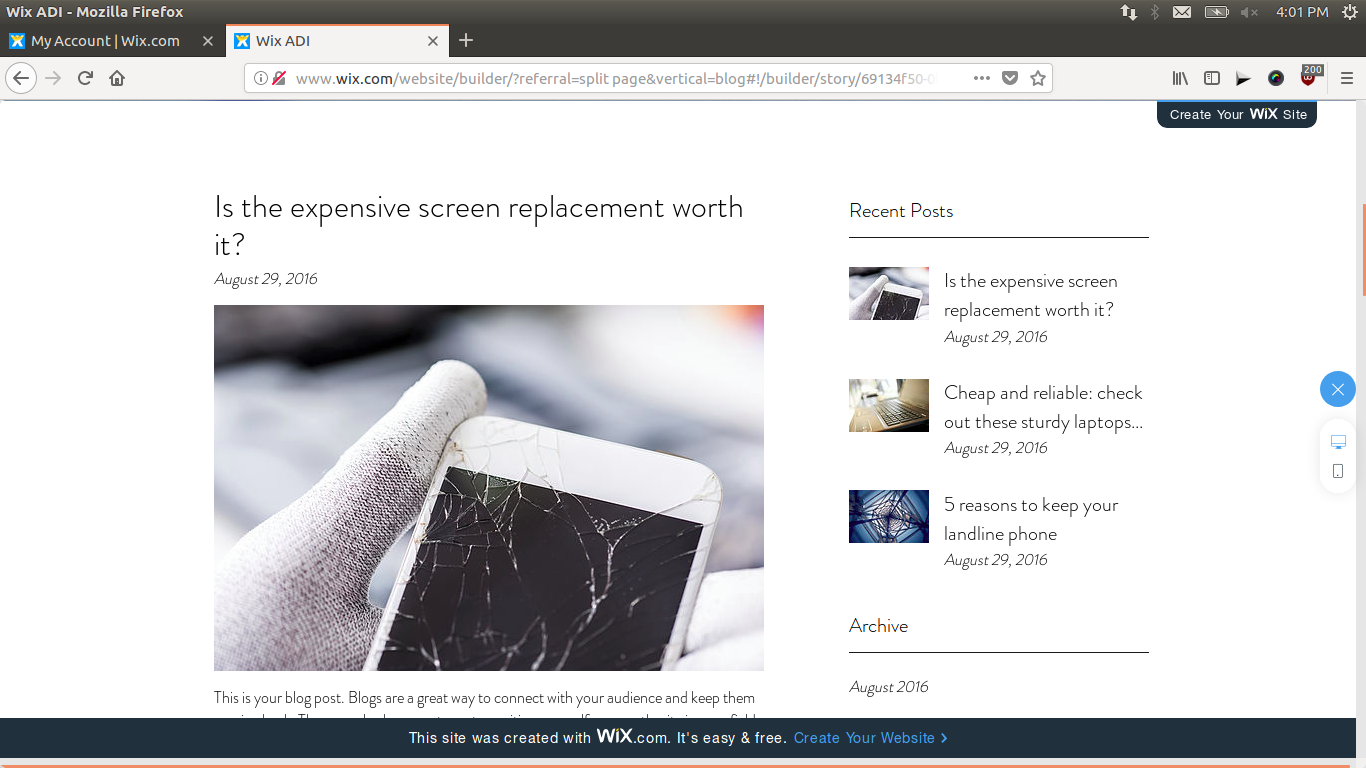 Wix ADI - Mozilla Firefox
4:01 PM
My Account | Wix.com
Wix ADI
www.wix.com/website/builder/?referral=split page&vertical=blog#!/builder/story/69134f50-0
200
Create Your WiX Site
Is the expensive screen replacement worth
it?
August 29, 2016
This is your blog post. Blogs are a great way to connect with your audience and keep them
Recent Posts
Is the expensive screen
replacement worth it?
August 29, 2016
Cheap and reliable: check
out these sturdy laptops...
August 29, 2016
5 reasons to keep your
landline phone
August 29, 2016
Archive
August 2016
This site was created with WiX.com. It's easy & free. Create Your Website >